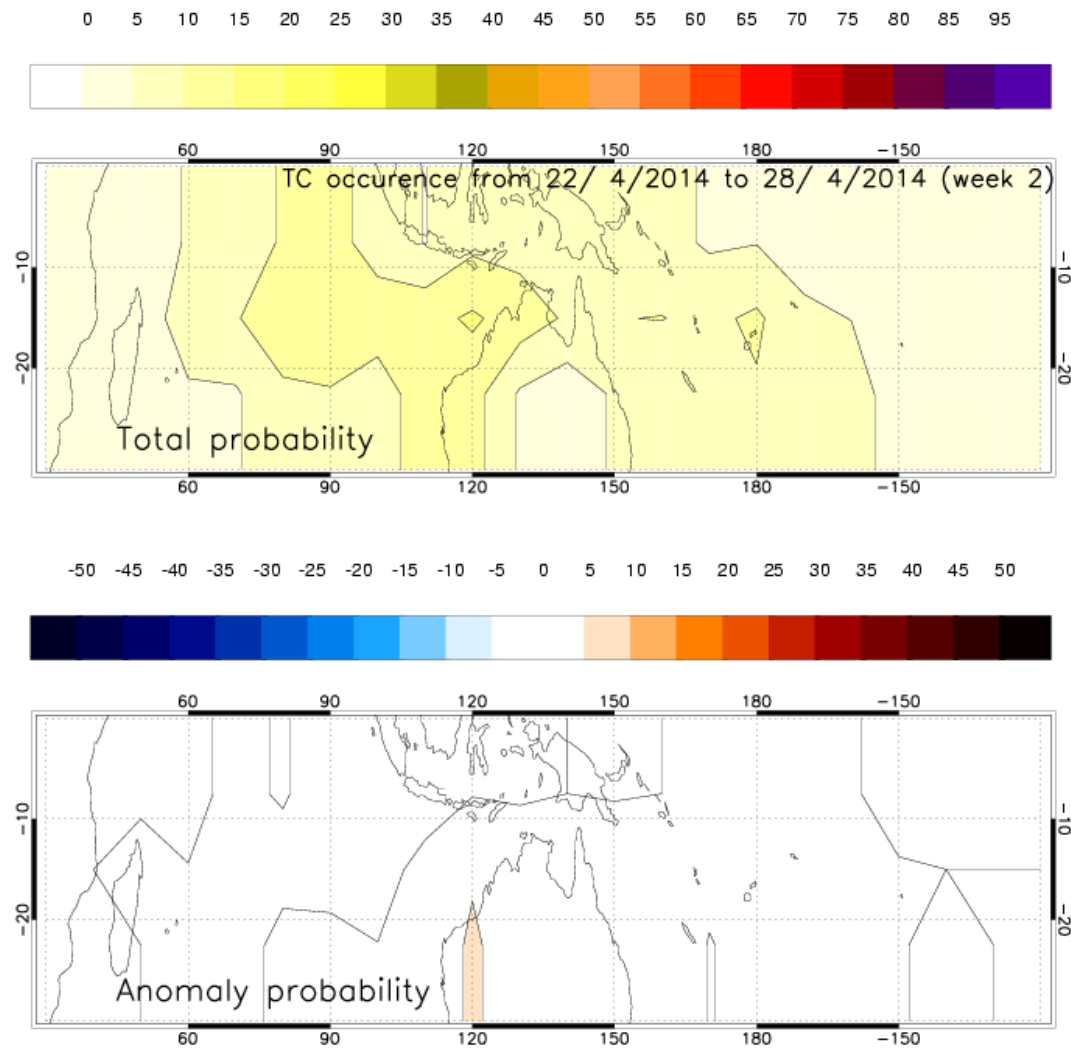 0 5 10 15 20 25 30 35 40 45 50 55 60 65 70 75 80 85 95
60 90 120 150 180 -150
TC occurence from 22/ 4/2014 to 28/ 4/2014 (week 2)
-10 -10
-20 -20
Total probability
60 90 120 150 180 -150
-50 -45 -40 -35 -30 -25 -20 -15 -10 -5 0 5 10 15 20 25 30 35 40 45 50
60 90 120 150 180 -150
-10 -10
-20 -20
Anomaly probability
60 90 120 150 180 -150